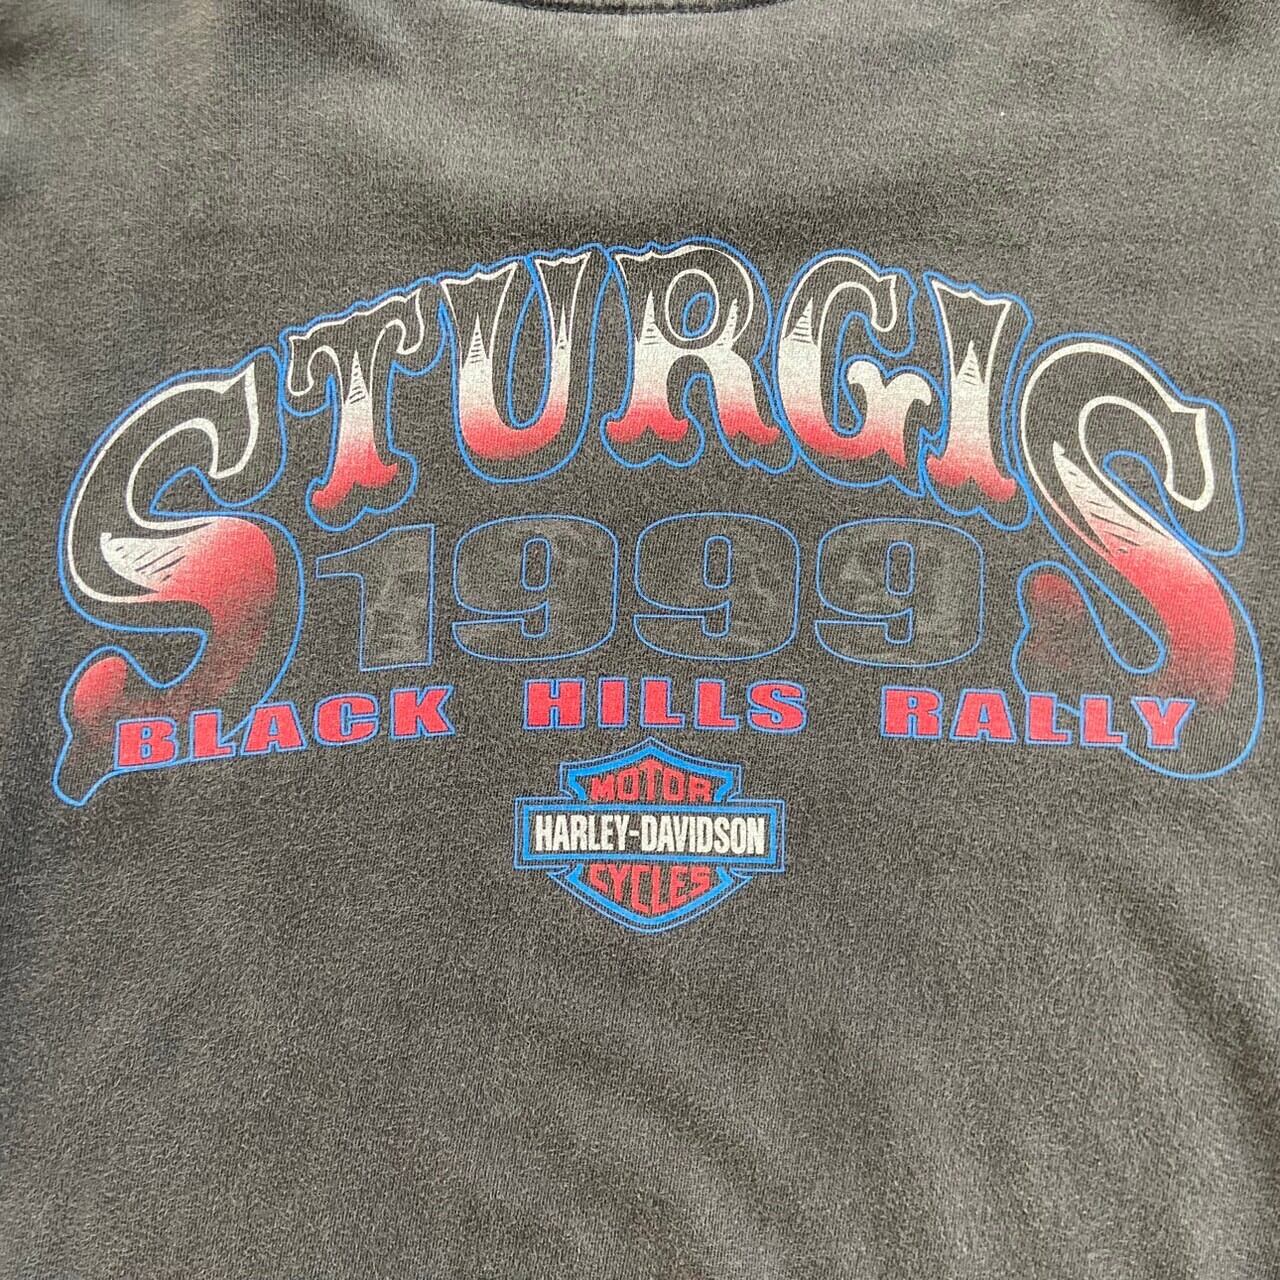 STURGIS
1999
BLACK HILLS RALLY
MOTOR
HARLEY-DAVIDSON
CYCLES